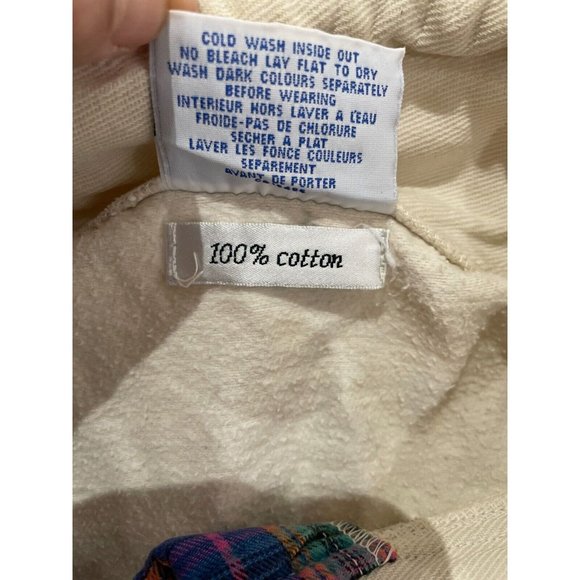 COLD WASH INSIDE OUT
NO BLEACH LAY FLAT TO DRY
WASH DARK COLOURS SEPARATELY
BEFORE WEARING
INTERIEUR HORS LAVER A L'EAU
FROIDE-PAS DE CHLORURE
SECHER A PLAT
LAVER LES FONCE COULEURS
SEPAREMENT
AVANT DE PORTER
100% cotton